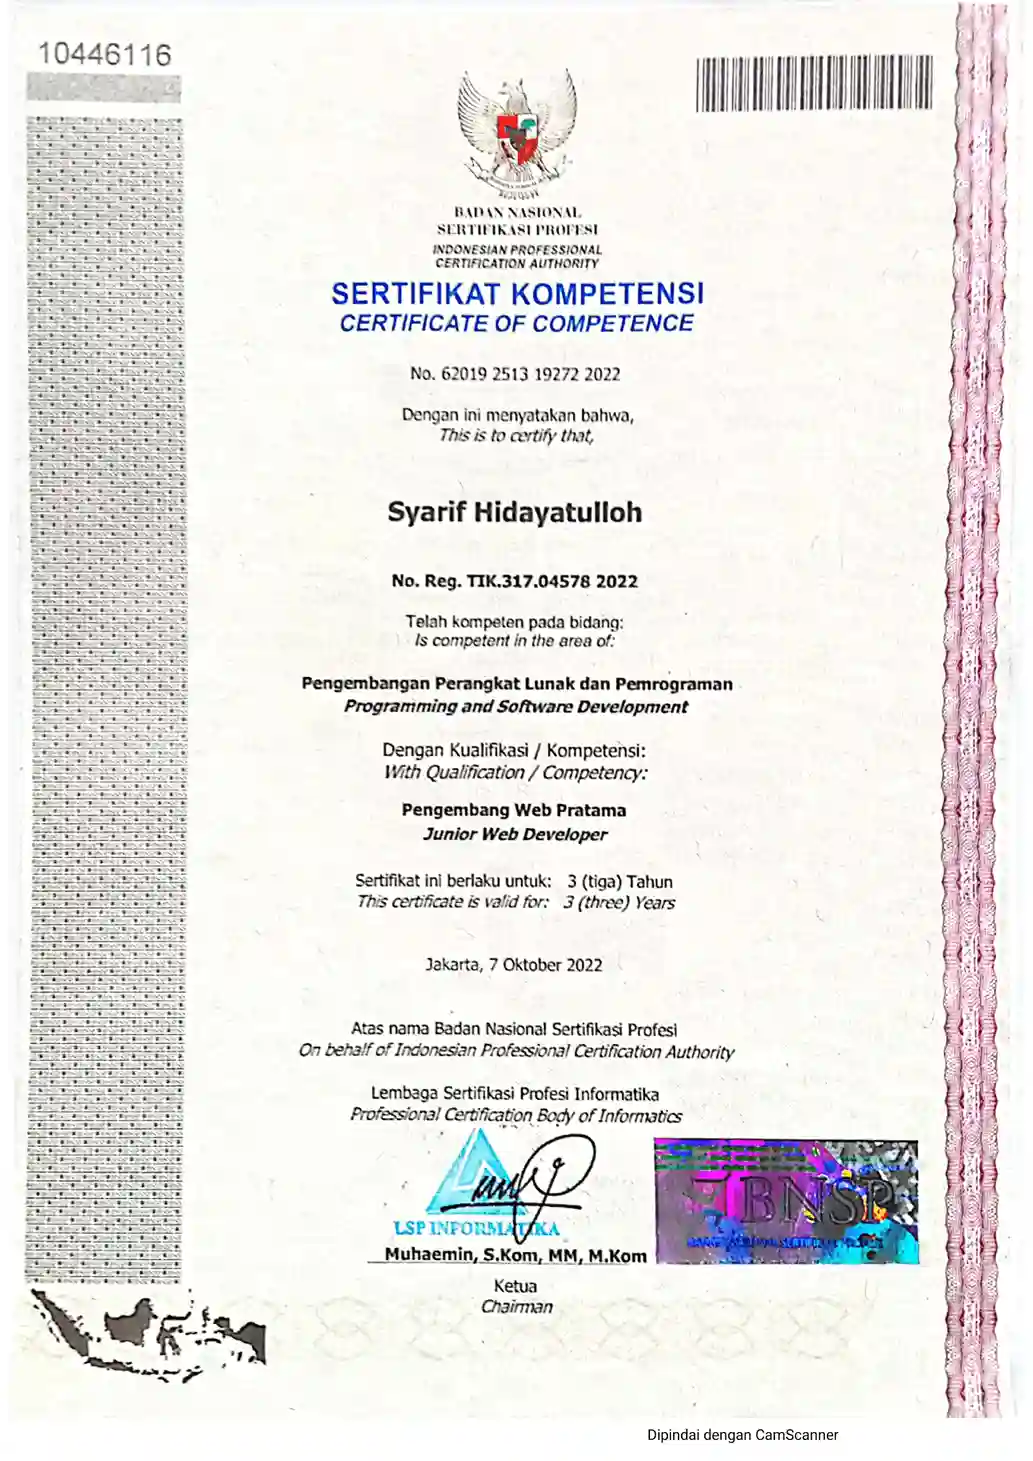 10446116
BADAN NASIONAL
SERTIFIKASI PROFESI
INDONESIAN PROFESSIONAL
CERTIFICATION AUTHORITY
SERTIFIKAT KOMPETENSI
CERTIFICATE OF COMPETENCE
No. 62019 2513 19272 2022
Dengan ini menyatakan bahwa,
This is to certify that,
Syarif Hidayatulloh
No. Reg. TIK.317.04578 2022
Telah kompeten pada bidang:
Is competent in the area of:
Pengembangan Perangkat Lunak dan Pemrograman
Programming and Software Development
Dengan Kualifikasi / Kompetensi:
With Qualification / Competency:
Pengembang Web Pratama
Junior Web Developer
Sertifikat ini berlaku untuk: 3 (tiga) Tahun
This certificate is valid for: 3 (three) Years
Jakarta, 7 Oktober 2022
Atas nama Badan Nasional Sertifikasi Profesi
On behalf of Indonesian Professional Certification Authority
Lembaga Sertifikasi Profesi Informatika
Professional Certification Body of Informatics
LSP INFORMATIKA
BNSP
Muhaemin, S.Kom, MM, M.Kom
Ketua
Chairman
Dipindai dengan CamScanner